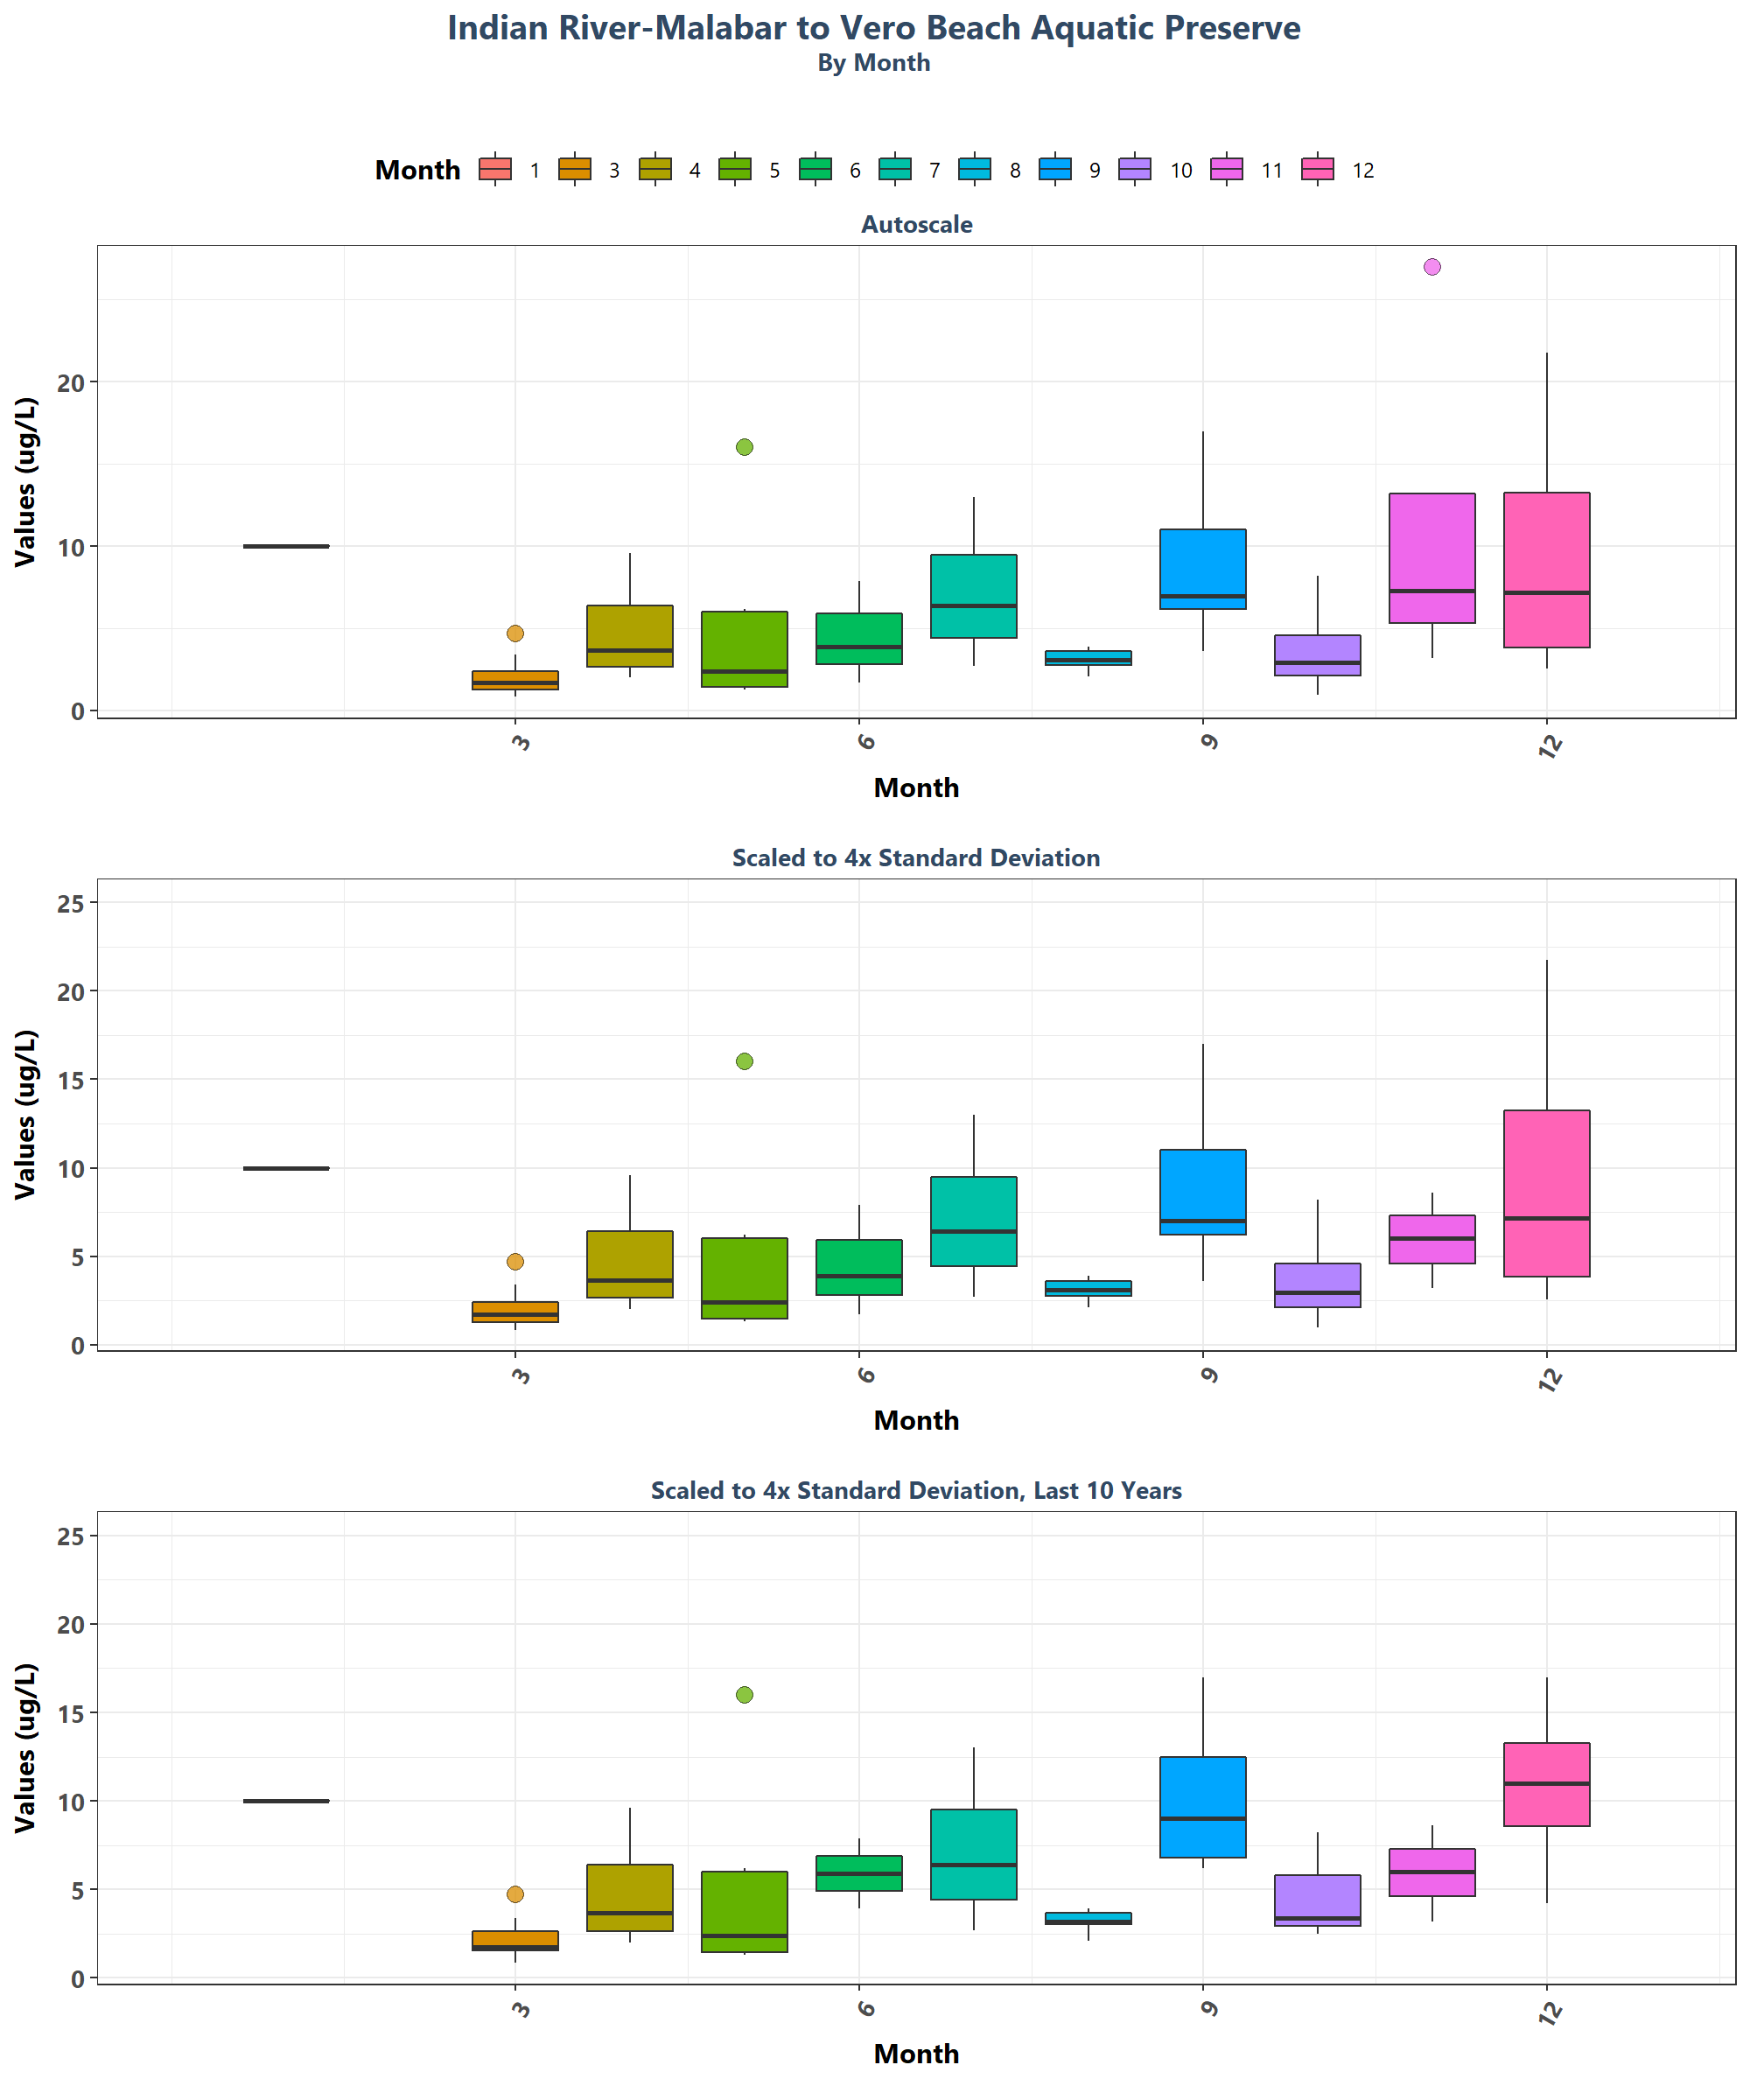 Indian River-Malabar to Vero Beach Aquatic Preserve
By Month
Month 1 3 4 5 6 7 8 9 10 11 12
Autoscale
Values (ug/L)
20
10
0
3 6 9 12
Month
Scaled to 4x Standard Deviation
Values (ug/L)
25
20
15
10
5
0
3 6 9 12
Month
Scaled to 4x Standard Deviation, Last 10 Years
Values (ug/L)
25
20
15
10
5
0
3 6 9 12
Month